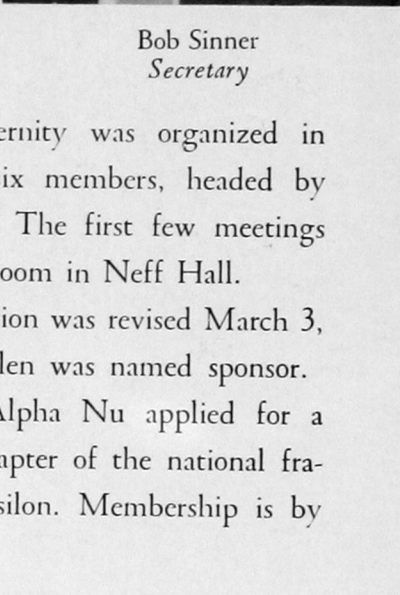 Bob Sinner
Secretary
ernity was organized in
ix members, headed by
The first few meetings
oom in Neff Hall.
ion was revised March 3,
len was named sponsor.
Alpha Nu applied for a
apter of the national fra-
silon. Membership is by